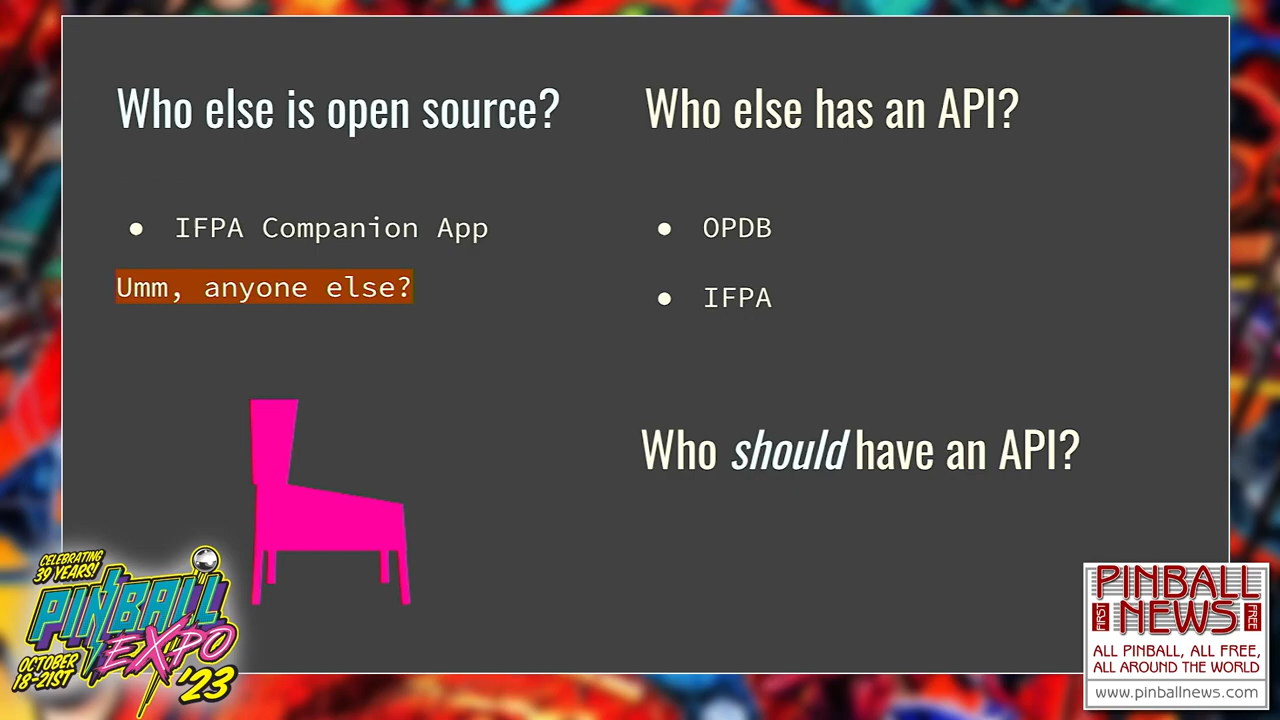 Who else is open source?
● IFPA Companion App
Umm, anyone else?
Who else has an API?
● OPDB
● IFPA
Who should have an API?
CELEBRATING
39 YEARS!
PINBALL
EXPO
OCTOBER
18-21ST
'23
PINBALL
FIRST NEWS FREE
ALL PINBALL, ALL FREE,
ALL AROUND THE WORLD
www.pinballnews.com